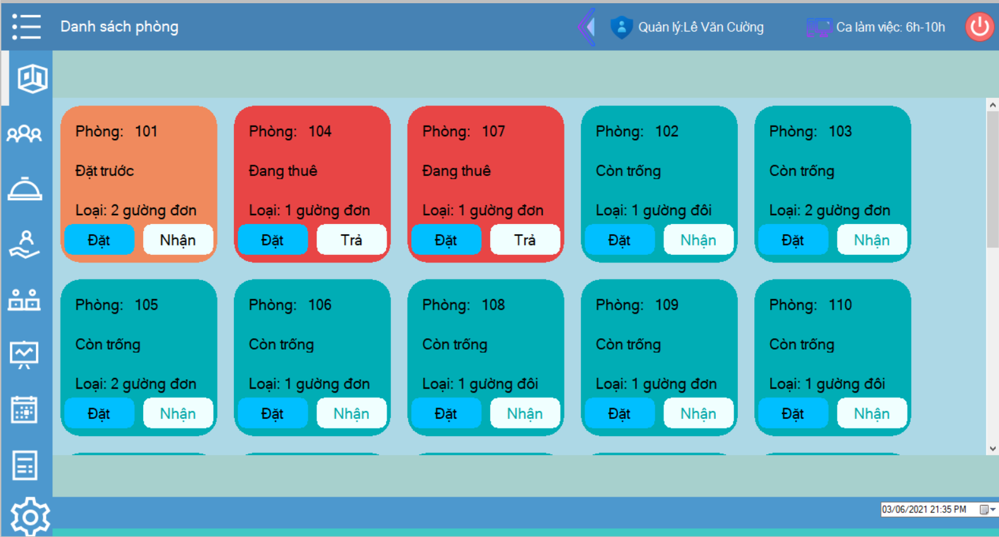 Danh sách phòng
Quản lý:Lê Văn Cường
Ca làm việc: 6h-10h
Phòng: 101
Đặt trước
Loại: 2 gường đơn
Đặt Nhận
Phòng: 104
Đang thuê
Loại: 1 gường đơn
Đặt Trả
Phòng: 107
Đang thuê
Loại: 1 gường đơn
Đặt Trả
Phòng: 102
Còn trống
Loại: 1 gường đôi
Đặt Nhận
Phòng: 103
Còn trống
Loại: 2 gường đơn
Đặt Nhận
Phòng: 105
Còn trống
Loại: 2 gường đơn
Đặt Nhận
Phòng: 106
Còn trống
Loại: 1 gường đơn
Đặt Nhận
Phòng: 108
Còn trống
Loại: 1 gường đôi
Đặt Nhận
Phòng: 109
Còn trống
Loại: 1 gường đơn
Đặt Nhận
Phòng: 110
Còn trống
Loại: 1 gường đôi
Đặt Nhận
03/06/2021 21:35 PM